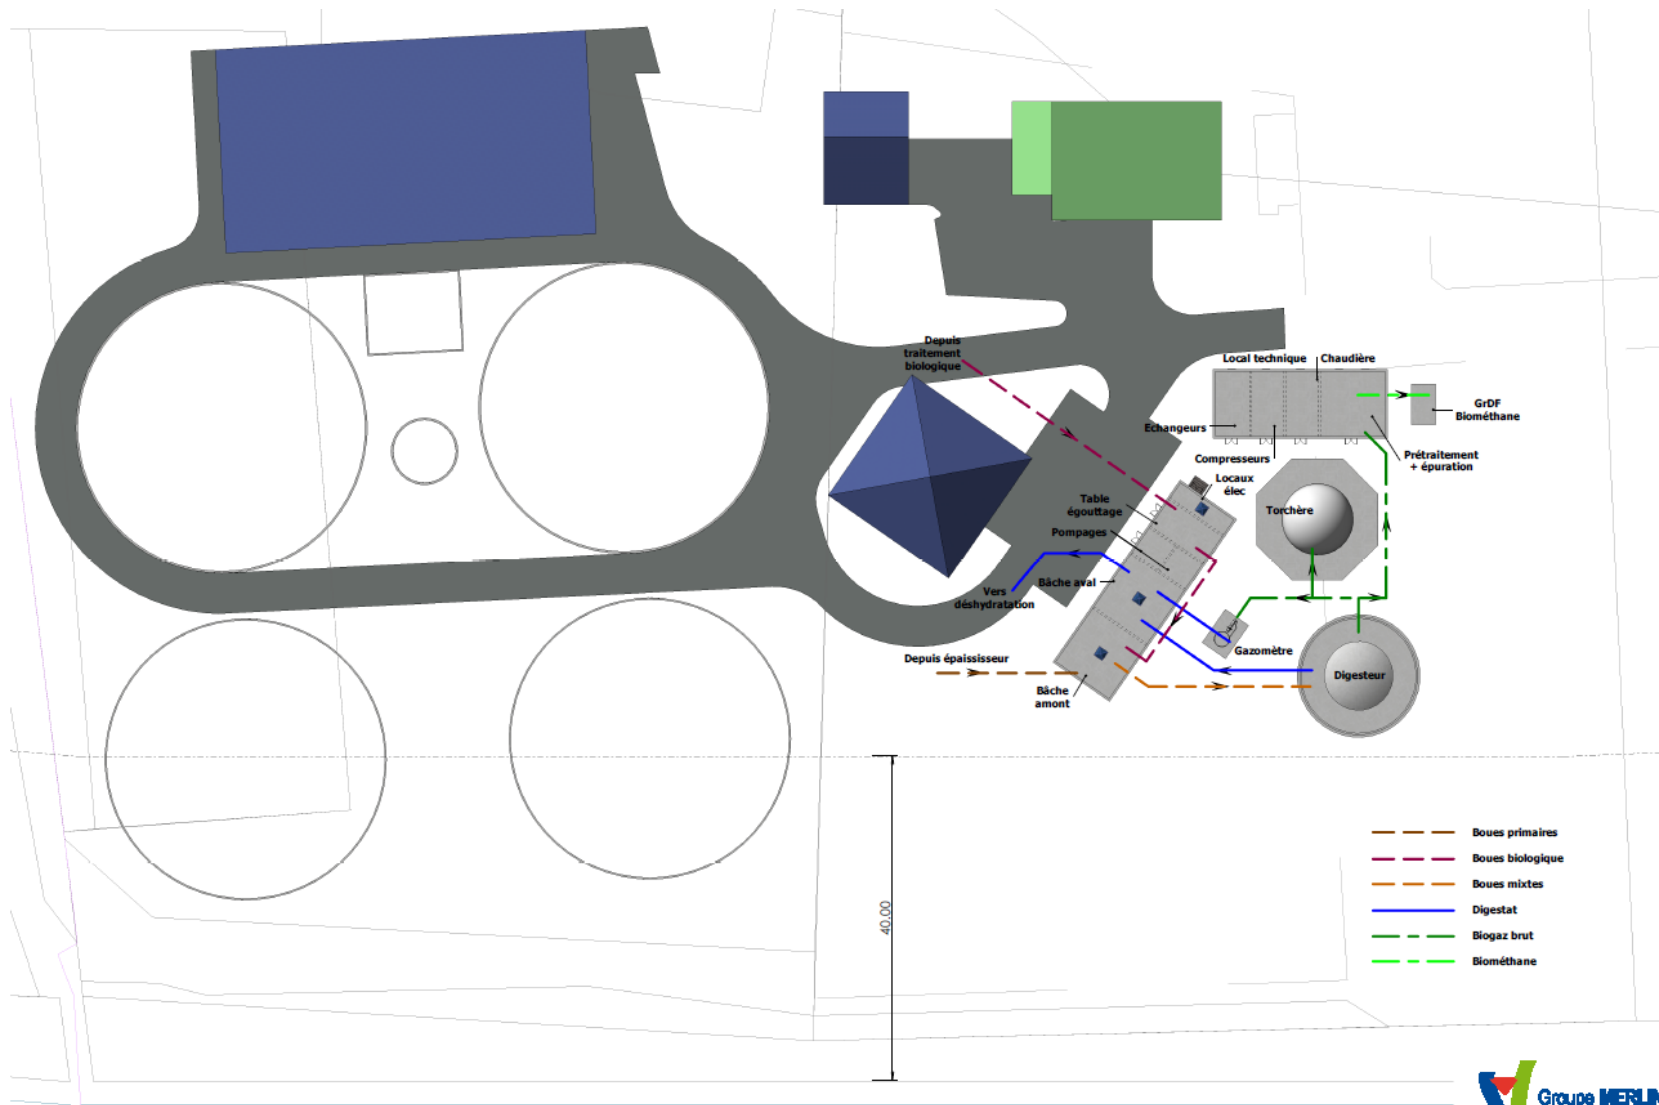 Depuis
traitement
biologique
Local technique
Chaudière
GrDF
Biométhane
Echangeurs
Compresseurs
Prétraitement
+ épuration
Locaux
élec
Table
égouttage
Torchère
Pompages
Bâche aval
Vers
déshydratation
Depuis épaississeur
Gazomètre
Digesteur
Bâche
amont
40.00
Boues primaires
Boues biologique
Boues mixtes
Digestat
Biogaz brut
Biométhane
Groupe MERLIN